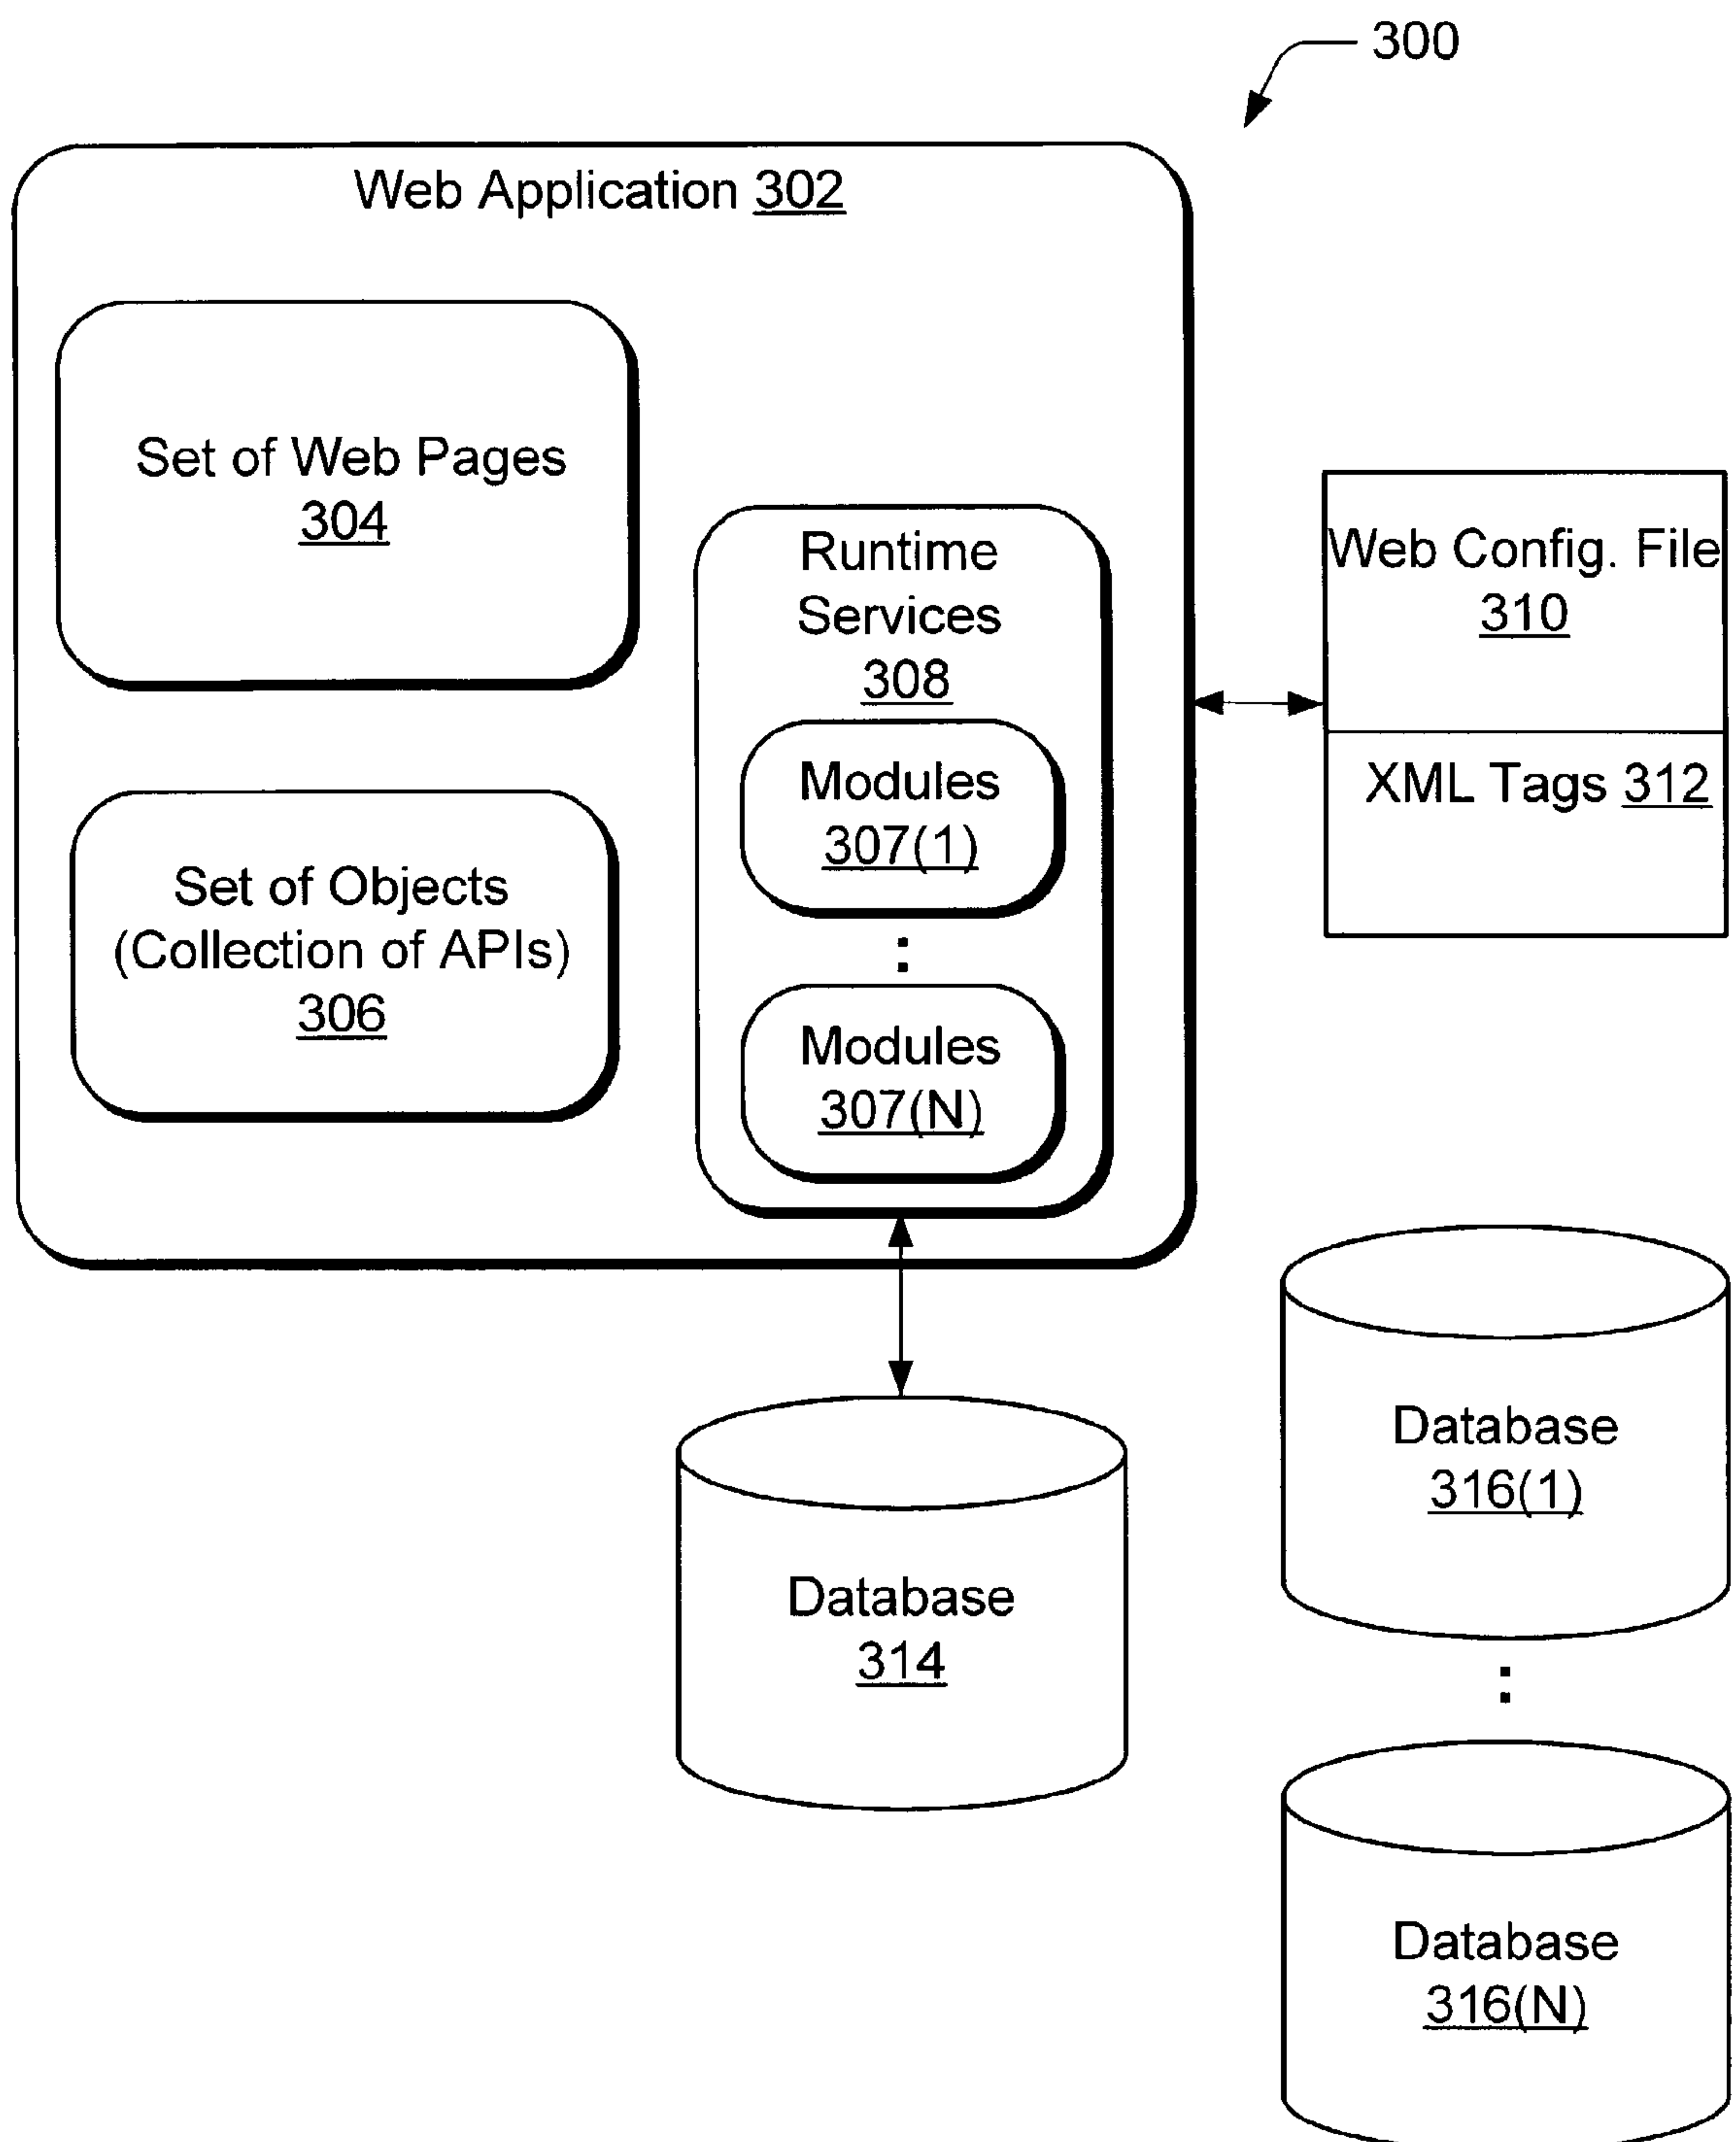 300
Web Application 302
Set of Web Pages
304
Runtime
Services
308
Web Config. File
310
XML Tags 312
Modules
307(1)
:
Set of Objects
(Collection of APIs)
306
Modules
307(N)
Database
316(1)
:
Database
314
Database
316(N)